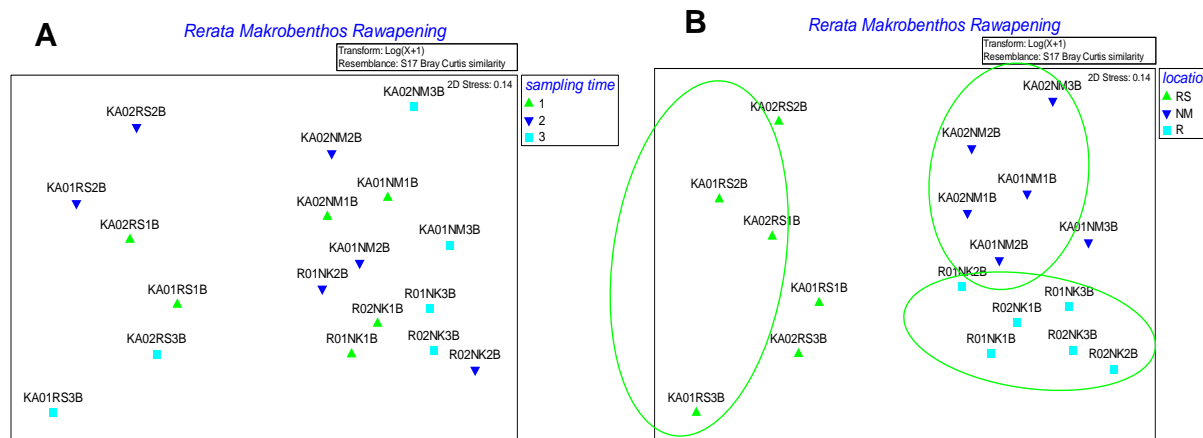 A
Rerata Makrobenthos Rawapening
Transform: Log(X+1)
Resemblance: S17 Bray Curtis similarity
2D Stress: 0.14
sampling time
1
2
3
KA02NM3B
KA02RS2B
KA02NM2B
KA01RS2B
KA01NM1B
KA02NM1B
KA02RS1B
KA01NM3B
KA01NM2B
R01NK2B
KA01RS1B
R01NK3B
R02NK1B
KA02RS3B
R01NK1B
R02NK3B
R02NK2B
KA01RS3B
B
Rerata Makrobenthos Rawapening
Transform: Log(X+1)
Resemblance: S17 Bray Curtis similarity
2D Stress: 0.14
locatio
RS
NM
R
KA02NM3B
KA02RS2B
KA02NM2B
KA01RS2B
KA01NM1B
KA02NM1B
KA02RS1B
KA01NM3B
KA01NM2B
R01NK2B
KA01RS1B
R01NK3B
R02NK1B
KA02RS3B
R01NK1B
R02NK3B
R02NK2B
KA01RS3B